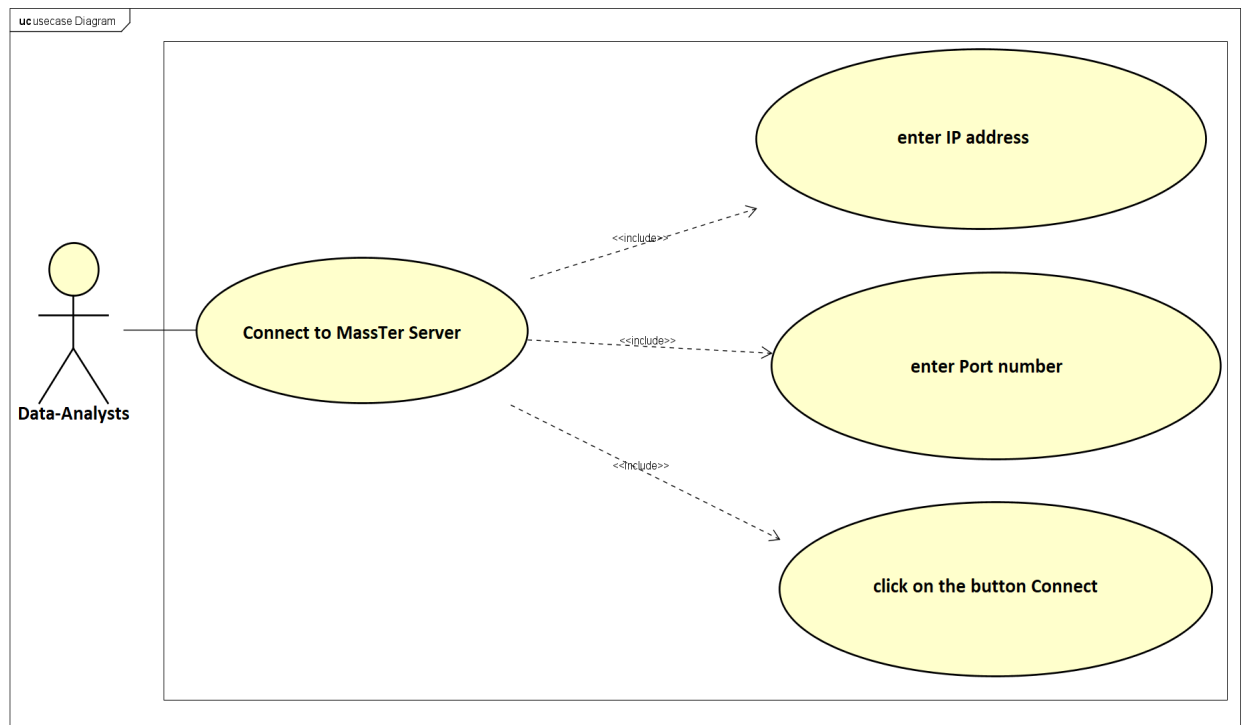 uc usecase Diagram
enter IP address
<<include>>
Connect to MassTer Server
<<include>>
enter Port number
Data-Analysts
<<include>>
click on the button Connect